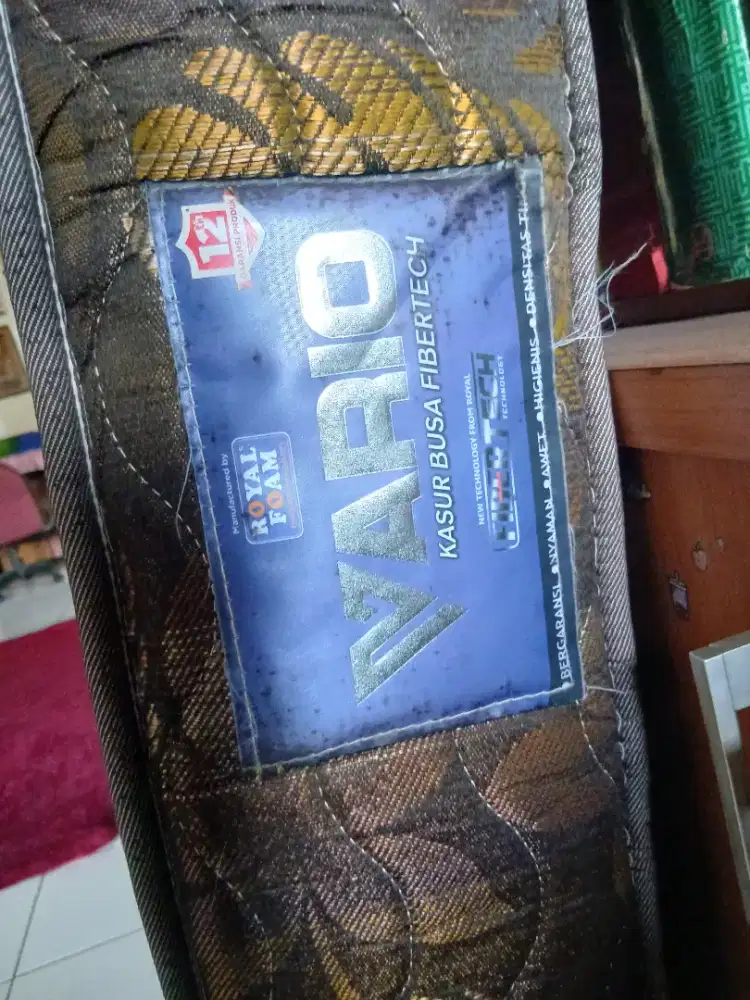 12
Th
GARANSI PRODUK
Manufactured by
ROYAL
FOAM
VARIO
KASUR BUSA FIBERTECH
NEW TECHNOLOGY FROM ROYAL
FIBERTECH
TECHNOLOGY
•BERGARANSI •NYAMAN •AWET •HIGIENIS •DENSITAS